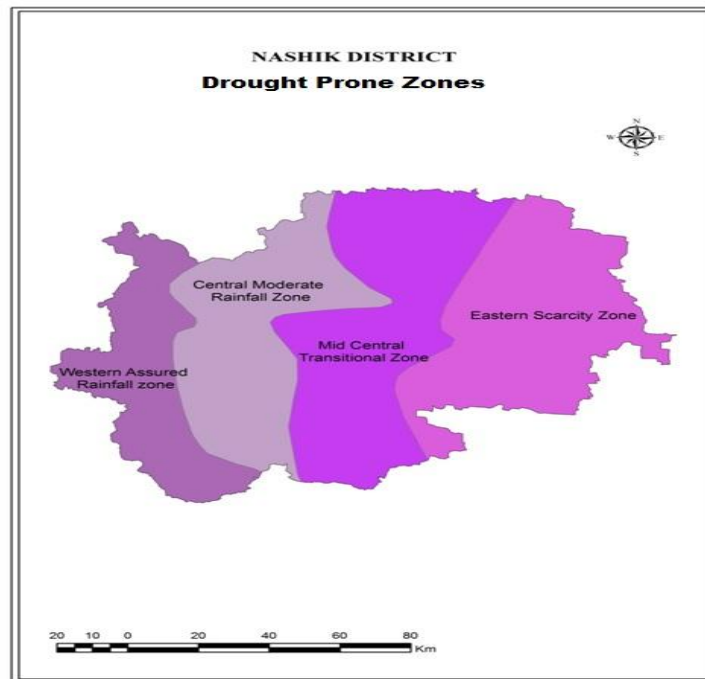 NASHIK DISTRICT
Drought Prone Zones
N
W E
S
Central Moderate
Rainfall Zone
Eastern Scarcity Zone
Mid Central
Transitional Zone
Western Assured
Rainfall zone
20 10 0 20 40 60 80
Km